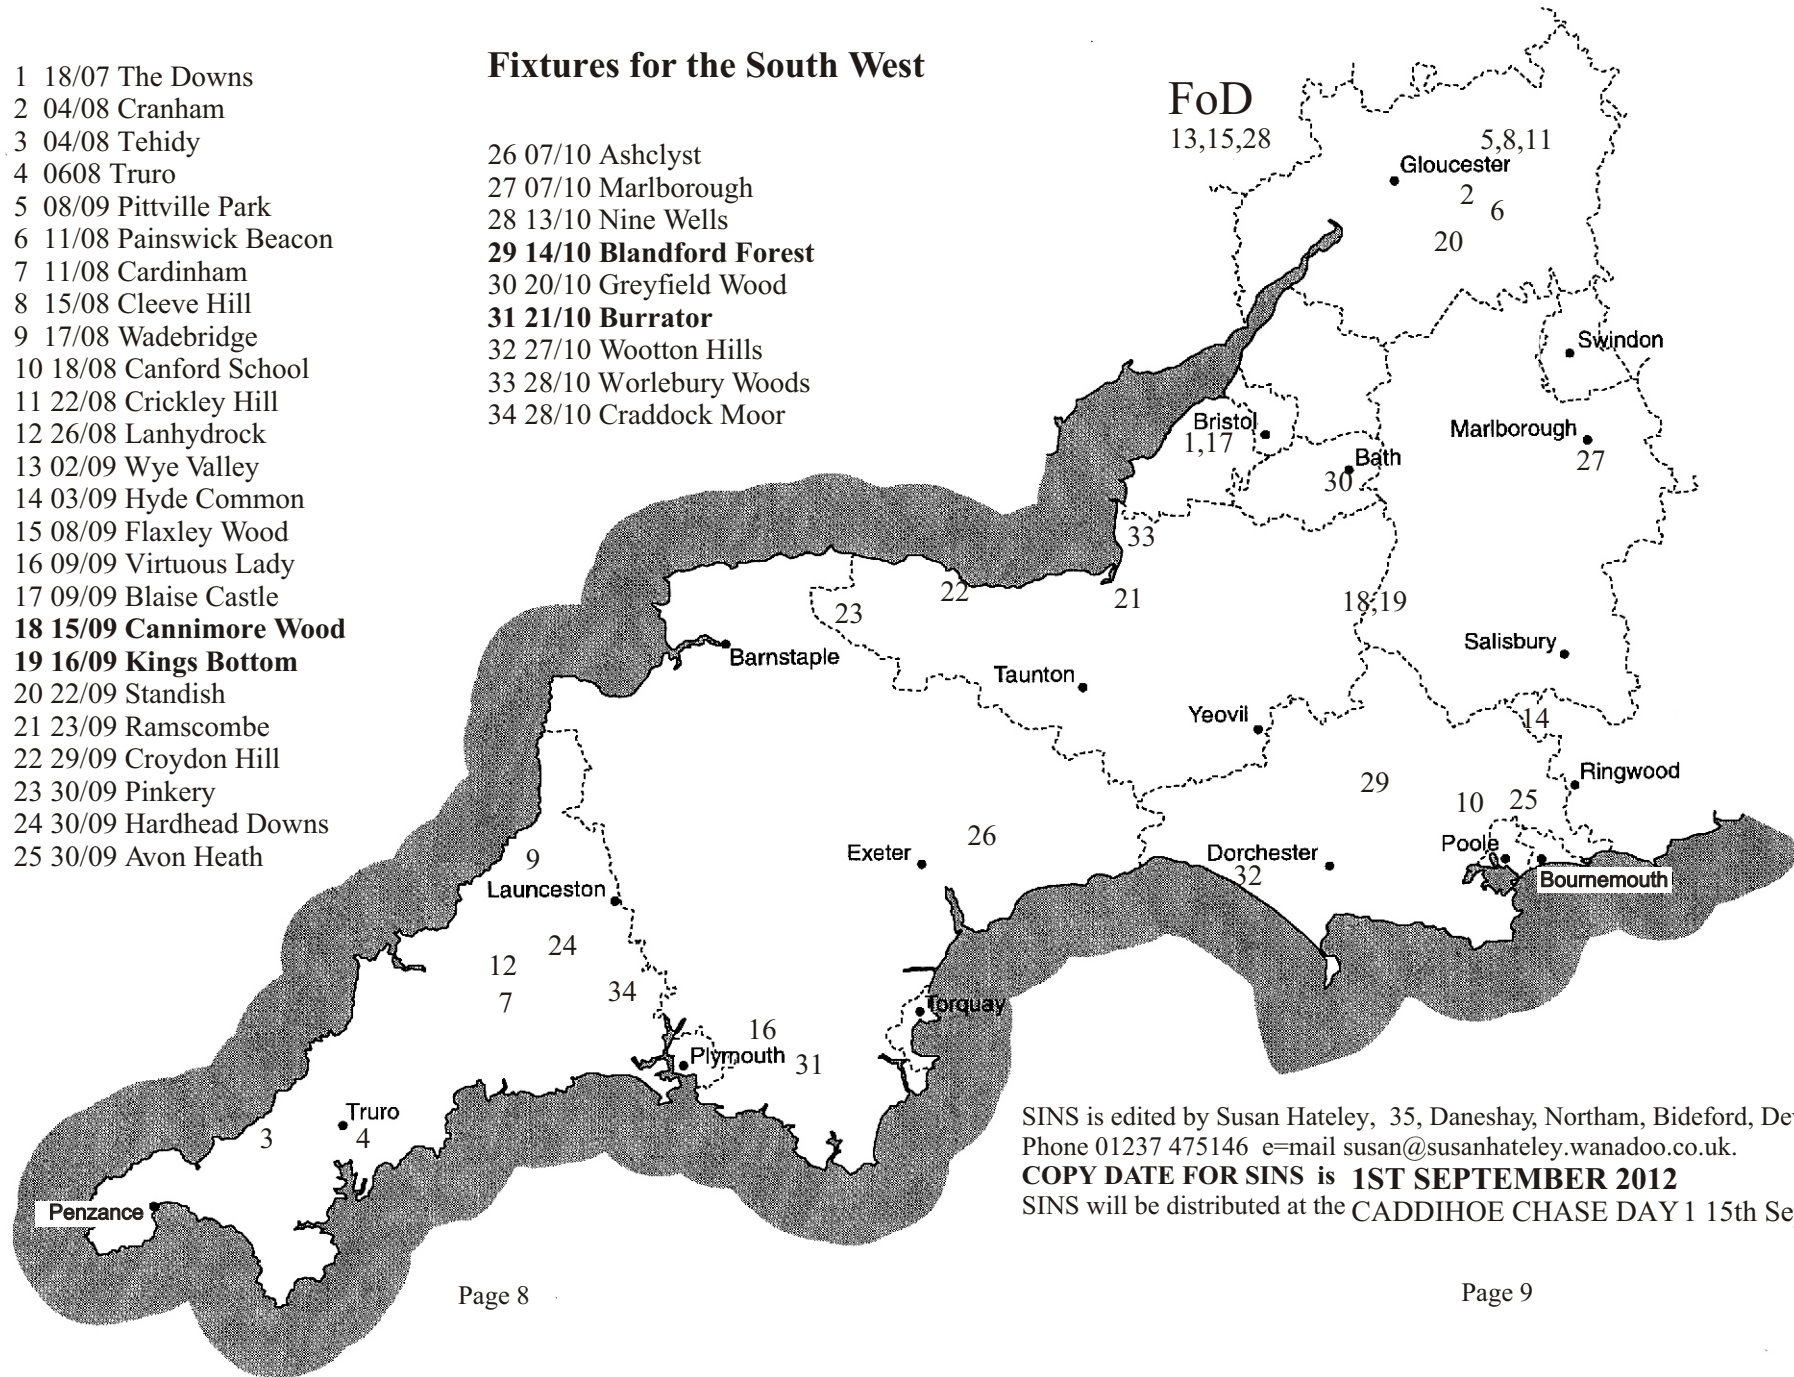 Fixtures for the South West
1 18/07 The Downs
2 04/08 Cranham
3 04/08 Tehidy
4 0608 Truro
5 08/09 Pittville Park
6 11/08 Painswick Beacon
7 11/08 Cardinham
8 15/08 Cleeve Hill
9 17/08 Wadebridge
10 18/08 Canford School
11 22/08 Crickley Hill
12 26/08 Lanhydrock
13 02/09 Wye Valley
14 03/09 Hyde Common
15 08/09 Flaxley Wood
16 09/09 Virtuous Lady
17 09/09 Blaise Castle
18 15/09 Cannimore Wood
19 16/09 Kings Bottom
20 22/09 Standish
21 23/09 Ramscombe
22 29/09 Croydon Hill
23 30/09 Pinkery
24 30/09 Hardhead Downs
25 30/09 Avon Heath
26 07/10 Ashclyst
27 07/10 Marlborough
28 13/10 Nine Wells
29 14/10 Blandford Forest
30 20/10 Greyfield Wood
31 21/10 Burrator
32 27/10 Wootton Hills
33 28/10 Worlebury Woods
34 28/10 Craddock Moor
FoD
13,15,28
5,8,11
Gloucester
2
6
20
Swindon
Bristol
1,17
Marlborough
27
Bath
30
33
22
21
23
18,19
Barnstaple
Salisbury
Taunton
Yeovil
14
Ringwood
29
10
25
26
Exeter
9
Dorchester
32
Poole
Bournemouth
Launceston
24
12
7
34
Torquay
16
Plymouth
31
Truro
3
4
Penzance
SINS is edited by Susan Hateley, 35, Daneshay, Northam, Bideford, De
Phone 01237 475146 e=mail susan@susanhateley.wanadoo.co.uk.
COPY DATE FOR SINS is 1ST SEPTEMBER 2012
SINS will be distributed at the CADDIHOE CHASE DAY 1 15th Se
Page 8
Page 9